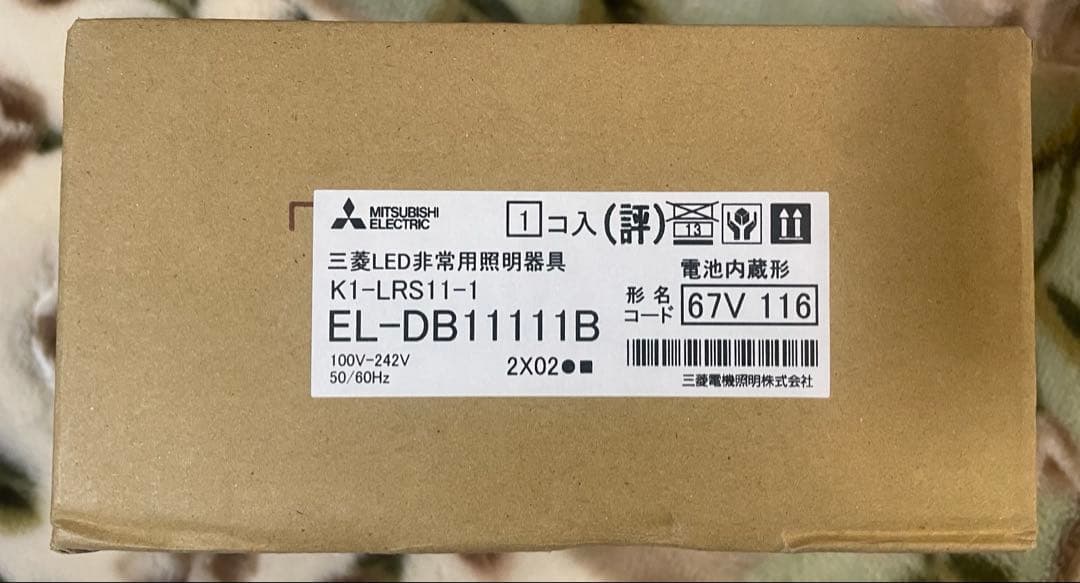 MITSUBISHI
ELECTRIC
1コ入(評)
13
三菱LED非常用照明器具
電池内蔵形
K1-LRS11-1
形名
コード
67V 116
EL-DB11111B
100V-242V
50/60Hz
2X02●■
三菱電機照明株式会社